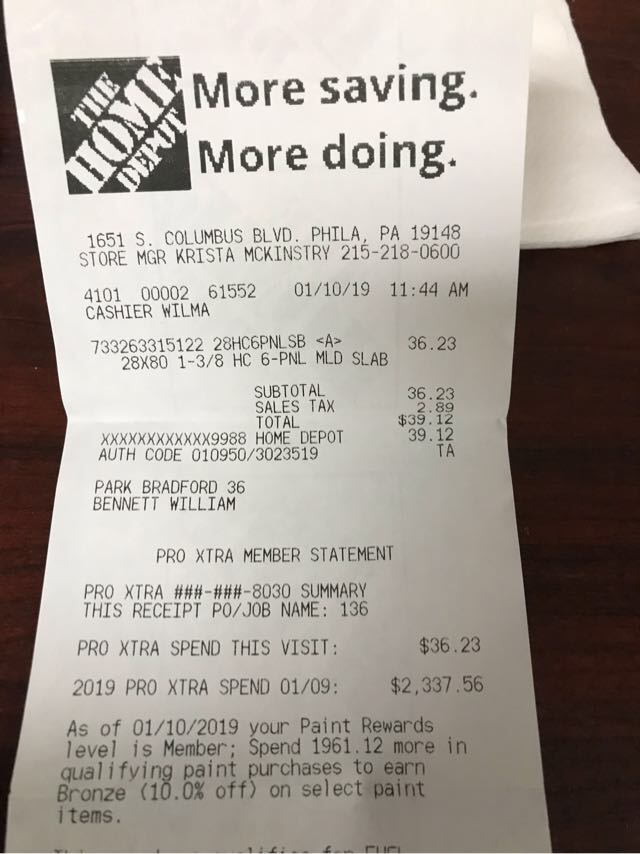 THE
HOME
DEPOT
More saving.
More doing.
1651 S. COLUMBUS BLVD. PHILA, PA 19148
STORE MGR KRISTA MCKINSTRY 215-218-0600
4101 00002 61552 01/10/19 11:44 AM
CASHIER WILMA
733263315122 28HC6PNLSB <A> 36.23
28X80 1-3/8 HC 6-PNL MLD SLAB
SUBTOTAL 36.23
SALES TAX 2.89
TOTAL $39.12
XXXXXXXXXXXX9988 HOME DEPOT 39.12
AUTH CODE 010950/3023519 TA
PARK BRADFORD 36
BENNETT WILLIAM
PRO XTRA MEMBER STATEMENT
PRO XTRA ###-###-8030 SUMMARY
THIS RECEIPT PO/JOB NAME: 136
PRO XTRA SPEND THIS VISIT: $36.23
2019 PRO XTRA SPEND 01/09: $2,337.56
As of 01/10/2019 your Paint Rewards
level is Member; Spend 1961.12 more in
qualifying paint purchases to earn
Bronze (10.0% off) on select paint
items.